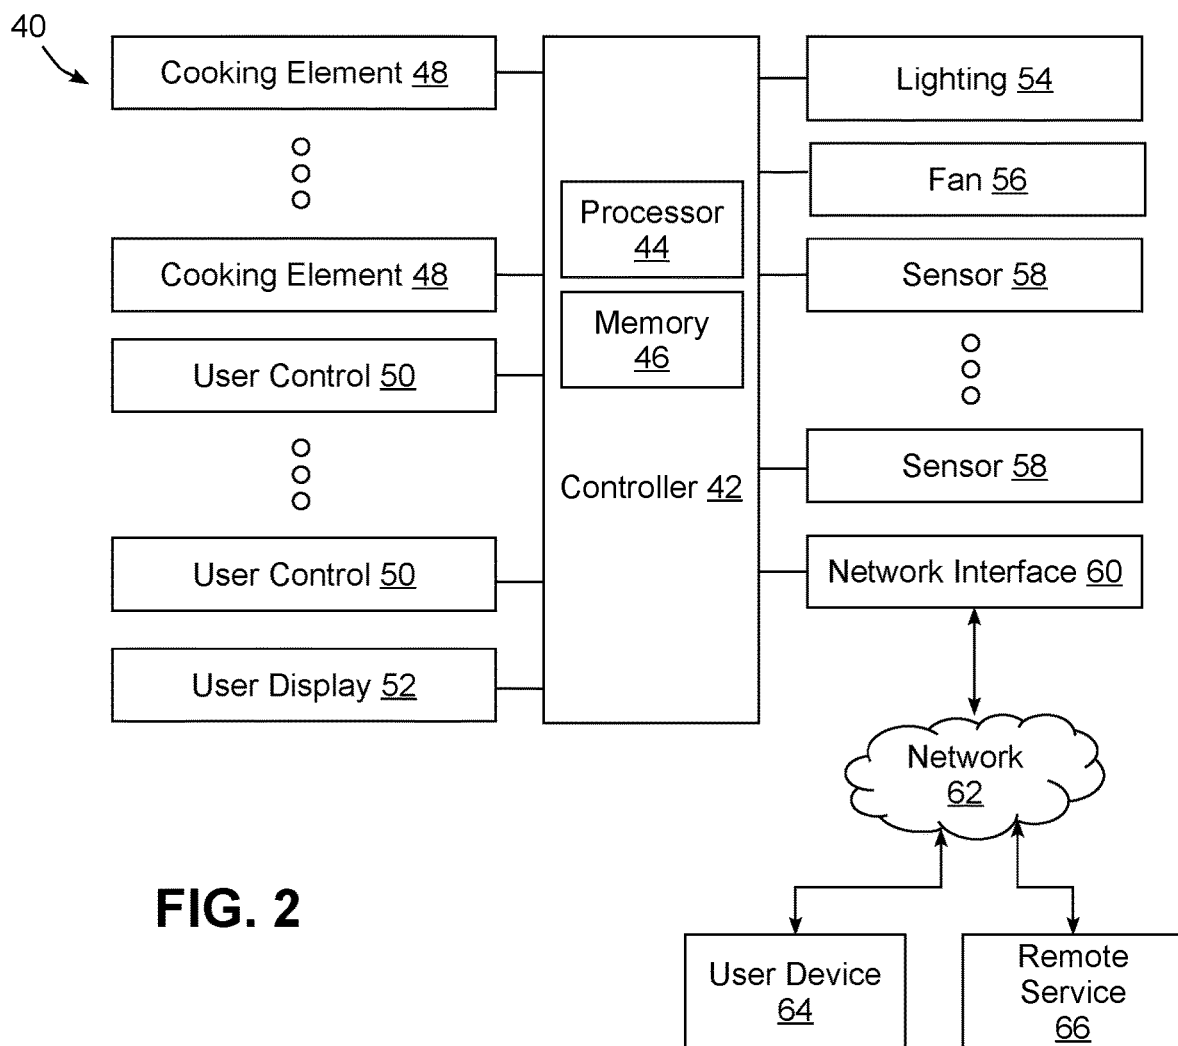 40
Cooking Element 48
Cooking Element 48
User Control 50
User Control 50
User Display 52
Processor
44
Memory
46
Controller 42
Lighting 54
Fan 56
Sensor 58
Sensor 58
Network Interface 60
Network
62
User Device
64
Remote
Service
66
FIG. 2